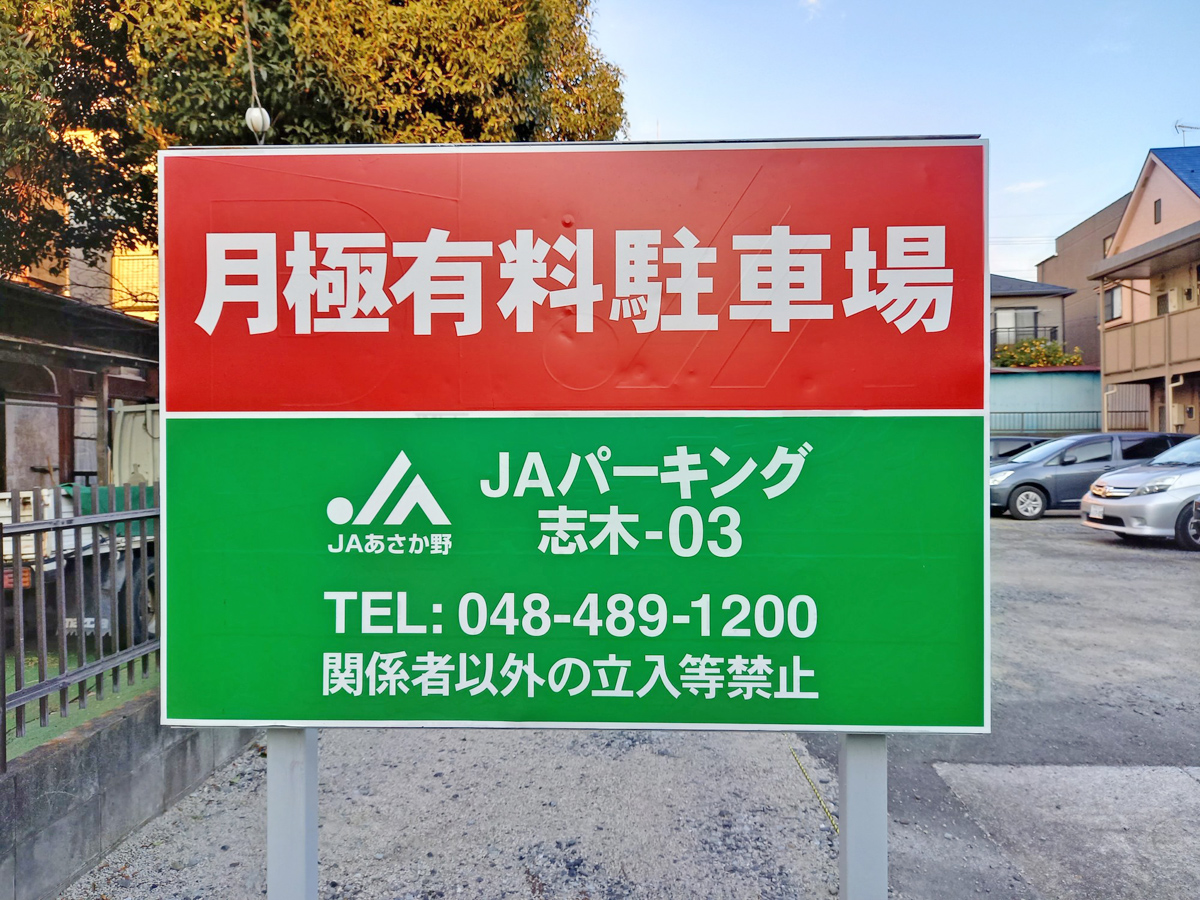 月極有料駐車場
JAパーキング
志木-03
JAあさか野
TEL: 048-489-1200
関係者以外の立入等禁止